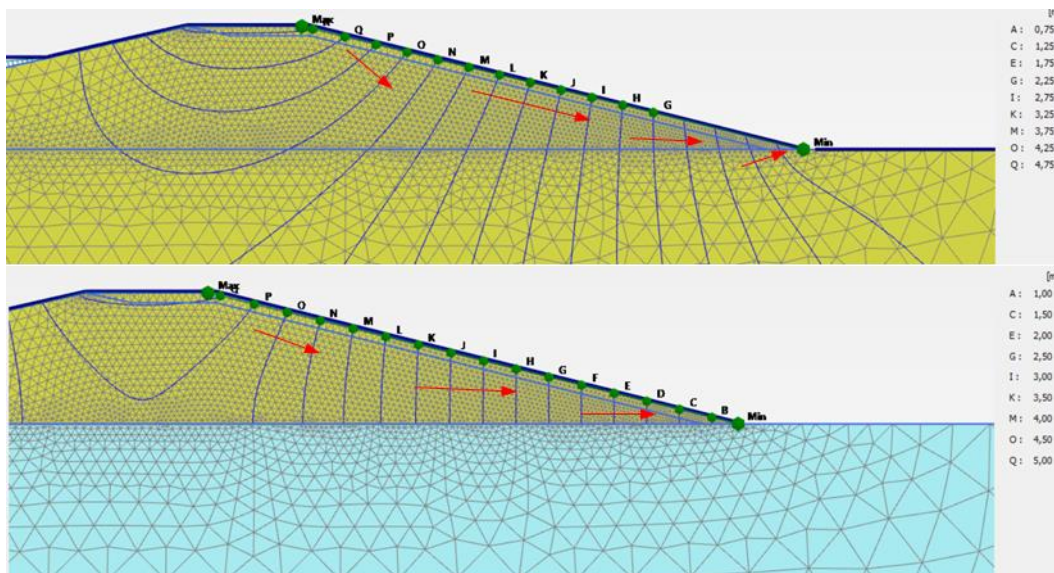 [m
Max
R
Q
P
O
N
M
L
K
J
I
H
G
Min
A : 0,75
C : 1,25
E : 1,75
G : 2,25
I : 2,75
K : 3,25
M : 3,75
O : 4,25
Q : 4,75
[m
Max
Q
P
O
N
M
L
K
J
I
H
G
F
E
D
C
B
Min
A : 1,00
C : 1,50
E : 2,00
G : 2,50
I : 3,00
K : 3,50
M : 4,00
O : 4,50
Q : 5,00